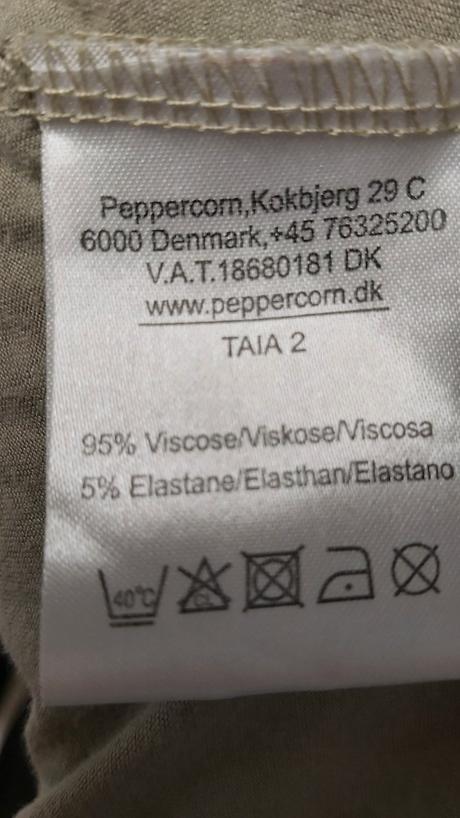 Peppercorn,Kokbjerg 29 C
6000 Denmark,+45 76325200
V.A.T.18680181 DK
www.peppercorn.dk
TAIA 2
95% Viscose/Viskose/Viscosa
5% Elastane/Elasthan/Elastano
40°C CL